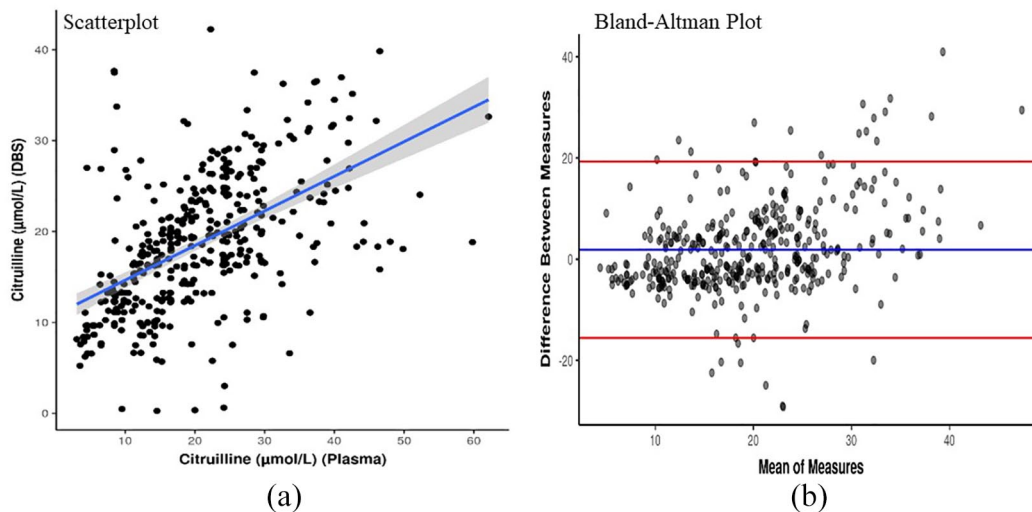 Scatterplot
40
30
20
10
0
Citruilline (µmol/L) (DBS)
10 20 30 40 50 60
Citruilline (µmol/L) (Plasma)
(a)
Bland-Altman Plot
40
20
0
-20
Difference Between Measures
10 20 30 40
Mean of Measures
(b)